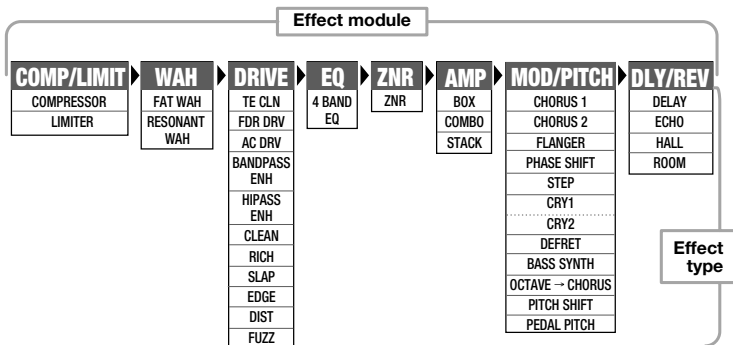 Effect module
COMP/LIMIT
COMPRESSOR
LIMITER
WAH
FAT WAH
RESONANT
WAH
DRIVE
TE CLN
FDR DRV
AC DRV
BANDPASS
ENH
HIPASS
ENH
CLEAN
RICH
SLAP
EDGE
DIST
FUZZ
EQ
4 BAND
EQ
ZNR
ZNR
AMP
BOX
COMBO
STACK
MOD/PITCH
CHORUS 1
CHORUS 2
FLANGER
PHASE SHIFT
STEP
CRY1
CRY2
DEFRET
BASS SYNTH
OCTAVE → CHORUS
PITCH SHIFT
PEDAL PITCH
DLY/REV
DELAY
ECHO
HALL
ROOM
Effect
type